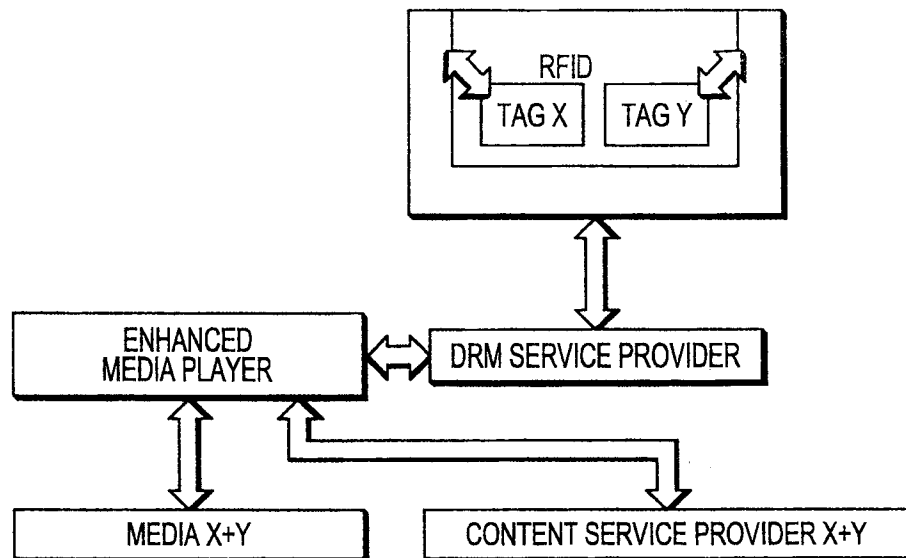 RFID
TAG X
TAG Y
ENHANCED
MEDIA PLAYER
DRM SERVICE PROVIDER
MEDIA X+Y
CONTENT SERVICE PROVIDER X+Y